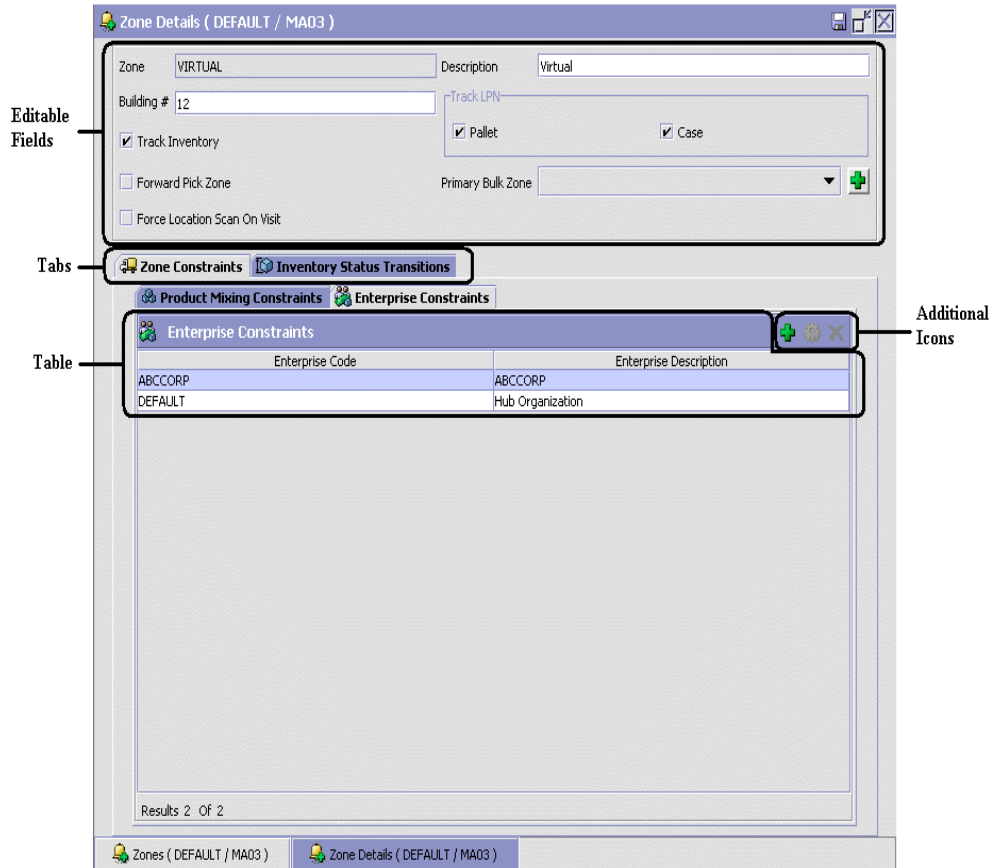 Zone Details ( DEFAULT / MA03 )
Zone VIRTUAL Description Virtual
Building # 12 Track LPN
Editable
Fields
Track Inventory Pallet Case
Forward Pick Zone Primary Bulk Zone
Force Location Scan On Visit
Tabs Zone Constraints Inventory Status Transitions
Product Mixing Constraints Enterprise Constraints
Additional
Icons
Enterprise Constraints
Table Enterprise Code Enterprise Description
ABCCORP ABCCORP
DEFAULT Hub Organization
Results 2 Of 2
Zones ( DEFAULT / MA03 ) Zone Details ( DEFAULT / MA03 )